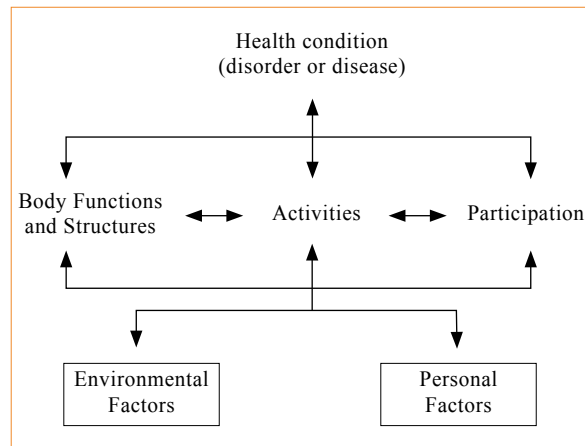 Health condition
(disorder or disease)
Body Functions
and Structures
Activities
Participation
Environmental
Factors
Personal
Factors